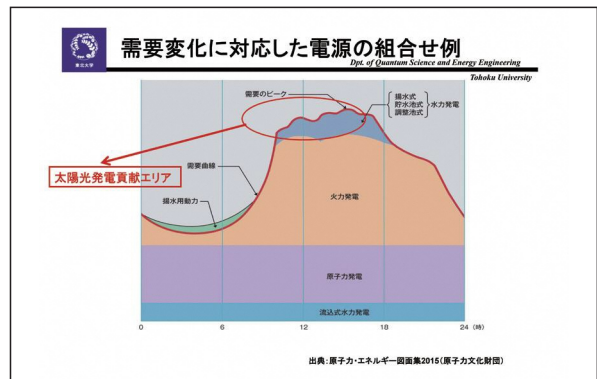 需要変化に対応した電源の組合せ例
Dpt. of Quantum Science and Energy Engineering
東北大学
Tohoku University
需要のピーク
揚水式
貯水池式
調整池式
水力発電
太陽光発電貢献エリア
需要曲線
揚水用動力
火力発電
原子力発電
流込式水力発電
0 6 12 18 24 (時)
出典:原子力・エネルギー図面集2015(原子力文化財団)